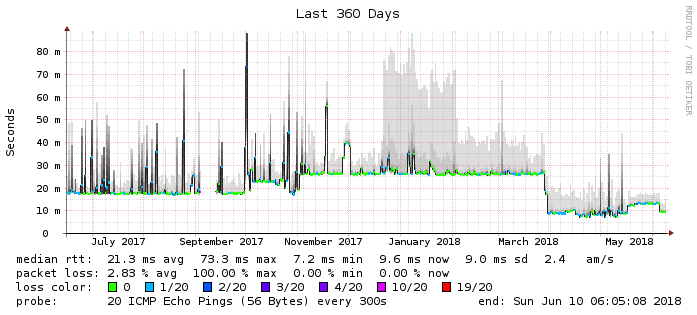 Last 360 Days
RRDTOOL / TOBI OETIKER
Seconds
80 m
70 m
60 m
50 m
40 m
30 m
20 m
10 m
0
July 2017 September 2017 November 2017 January 2018 March 2018 May 2018
median rtt: 21.3 ms avg 73.3 ms max 7.2 ms min 9.6 ms now 9.0 ms sd 2.4 am/s
packet loss: 2.83 % avg 100.00 % max 0.00 % min 0.00 % now
loss color: 0 1/20 2/20 3/20 4/20 10/20 19/20
probe: 20 ICMP Echo Pings (56 Bytes) every 300s end: Sun Jun 10 06:05:08 2018